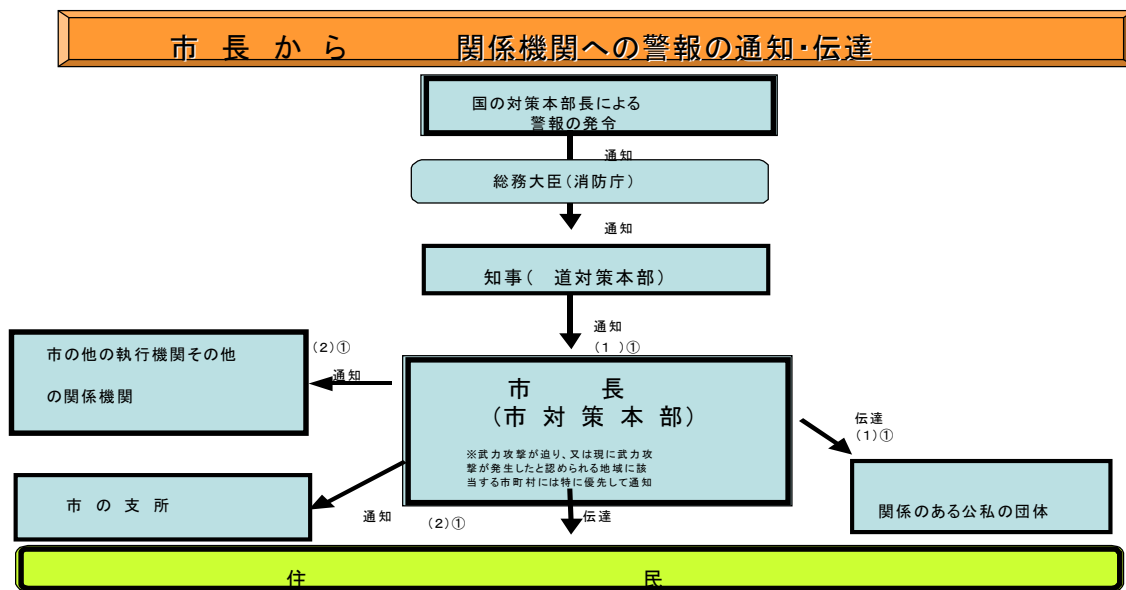 市 長 か ら 関係機関への警報の通知・伝達
国の対策本部長による
警報の発令
通知
総務大臣(消防庁)
通知
知事( 道対策本部)
通知
(1 )①
市の他の執行機関その他
の関係機関
(2)①
通知
市 長
(市 対 策 本 部)
※武力攻撃が迫り、又は現に武力攻
撃が発生したと認められる地域に該
当する市町村には特に優先して通知
伝達
(1)①
市 の 支 所
通知
(2)①
伝達
関係のある公私の団体
住 民